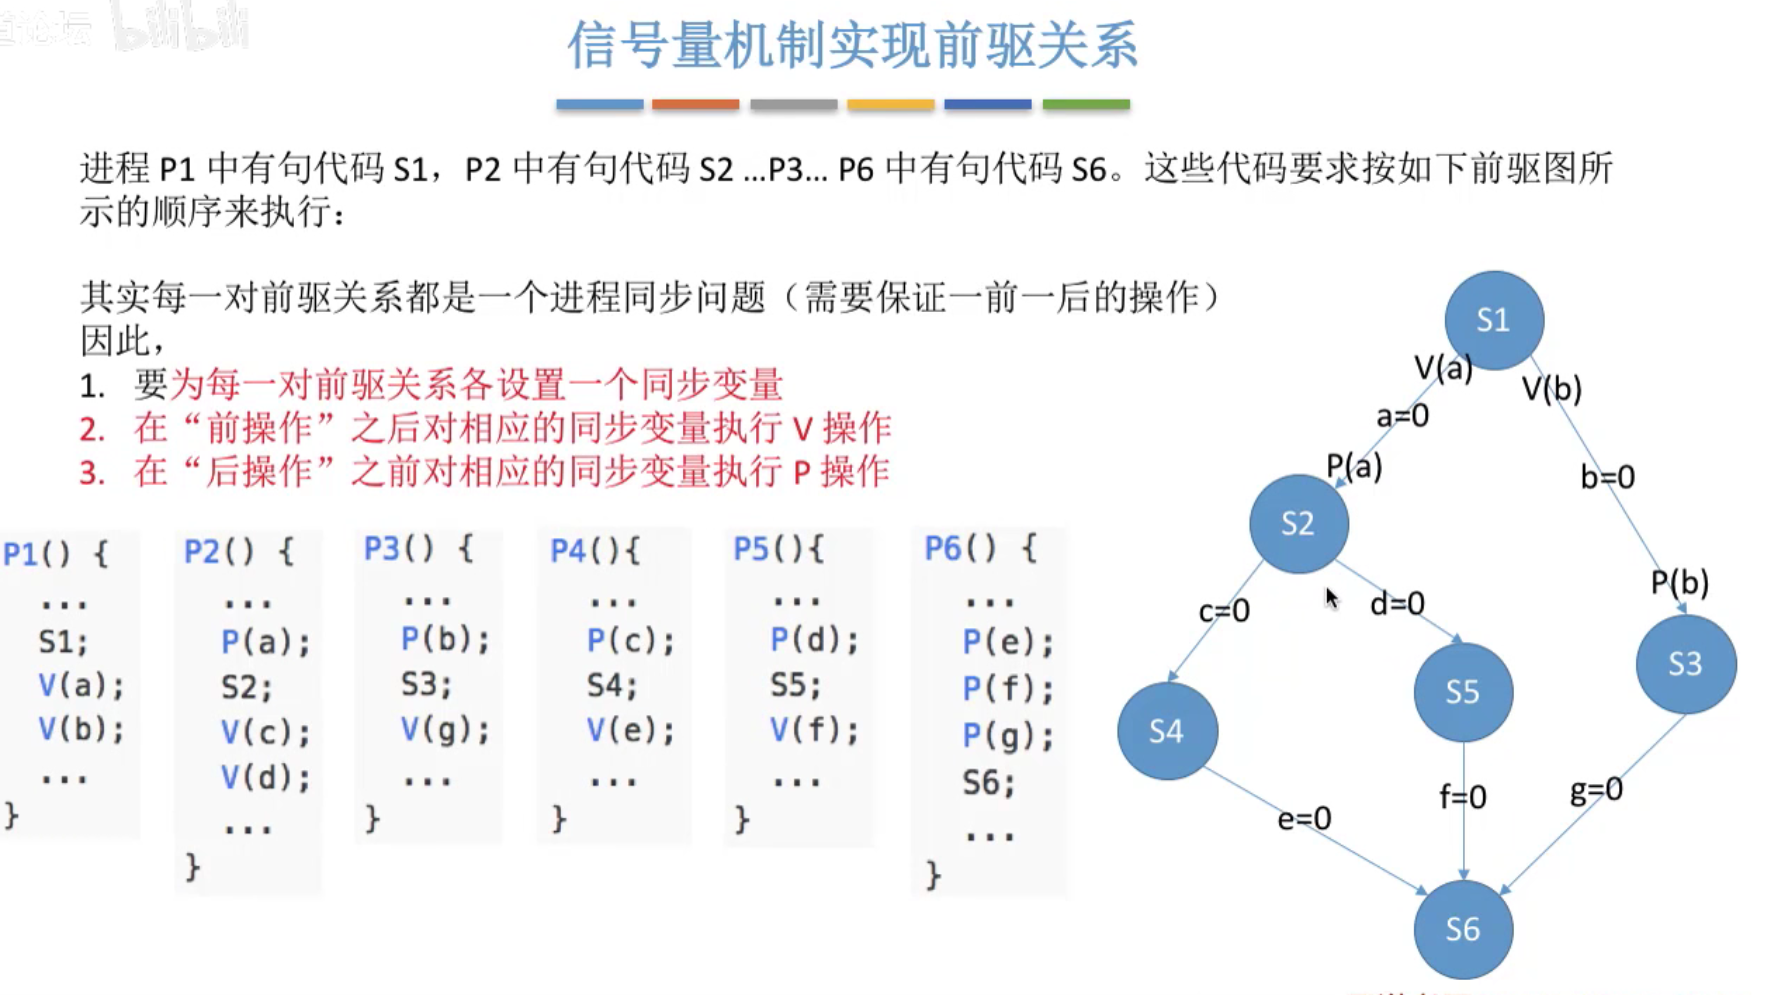 道论坛 bilibili
信号量机制实现前驱关系
进程 P1 中有句代码 S1，P2 中有句代码 S2 ...P3... P6 中有句代码 S6。这些代码要求按如下前驱图所
示的顺序来执行：
其实每一对前驱关系都是一个进程同步问题（需要保证一前一后的操作）
因此，
1. 要为每一对前驱关系各设置一个同步变量
2. 在“前操作”之后对相应的同步变量执行 V 操作
3. 在“后操作”之前对相应的同步变量执行 P 操作
P1() {
...
S1;
V(a);
V(b);
...
}
P2() {
...
P(a);
S2;
V(c);
V(d);
...
}
P3() {
...
P(b);
S3;
V(g);
...
}
P4(){
...
P(c);
S4;
V(e);
...
}
P5(){
...
P(d);
S5;
V(f);
...
}
P6() {
...
P(e);
P(f);
P(g);
S6;
...
}
S1
V(a)
V(b)
a=0
P(a)
b=0
S2
P(b)
c=0
d=0
S3
S5
S4
f=0
g=0
e=0
S6